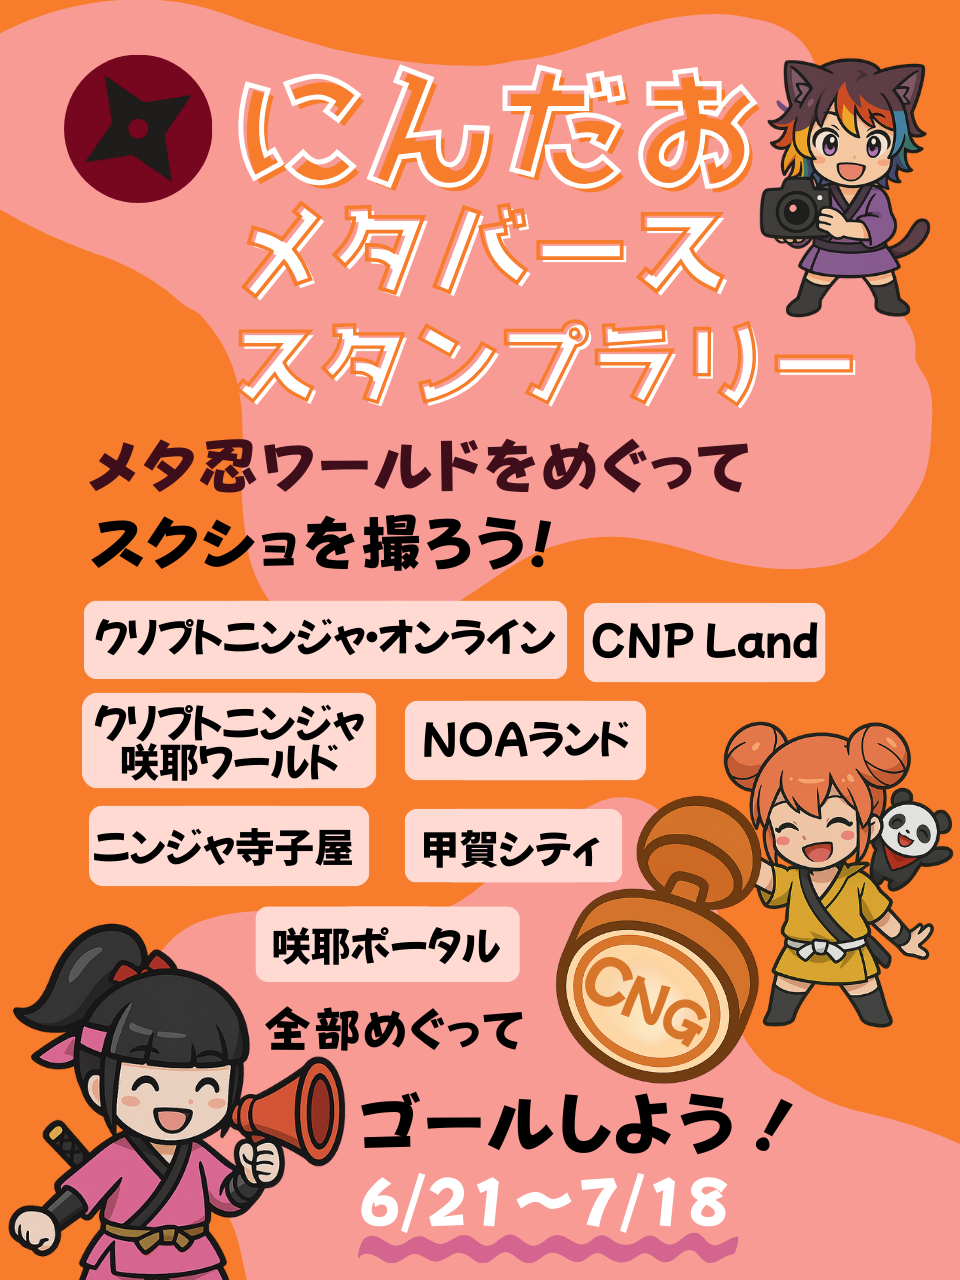 にんだお
メタバース
スタンプラリー
メタ忍ワールドをめぐって
スクショを撮ろう!
クリプトニンジャ・オンライン
CNP Land
クリプトニンジャ
咲耶ワールド
NOAランド
ニンジャ寺子屋
甲賀シティ
咲耶ポータル
CNG
全部めぐって
ゴールしよう！
6/21～7/18